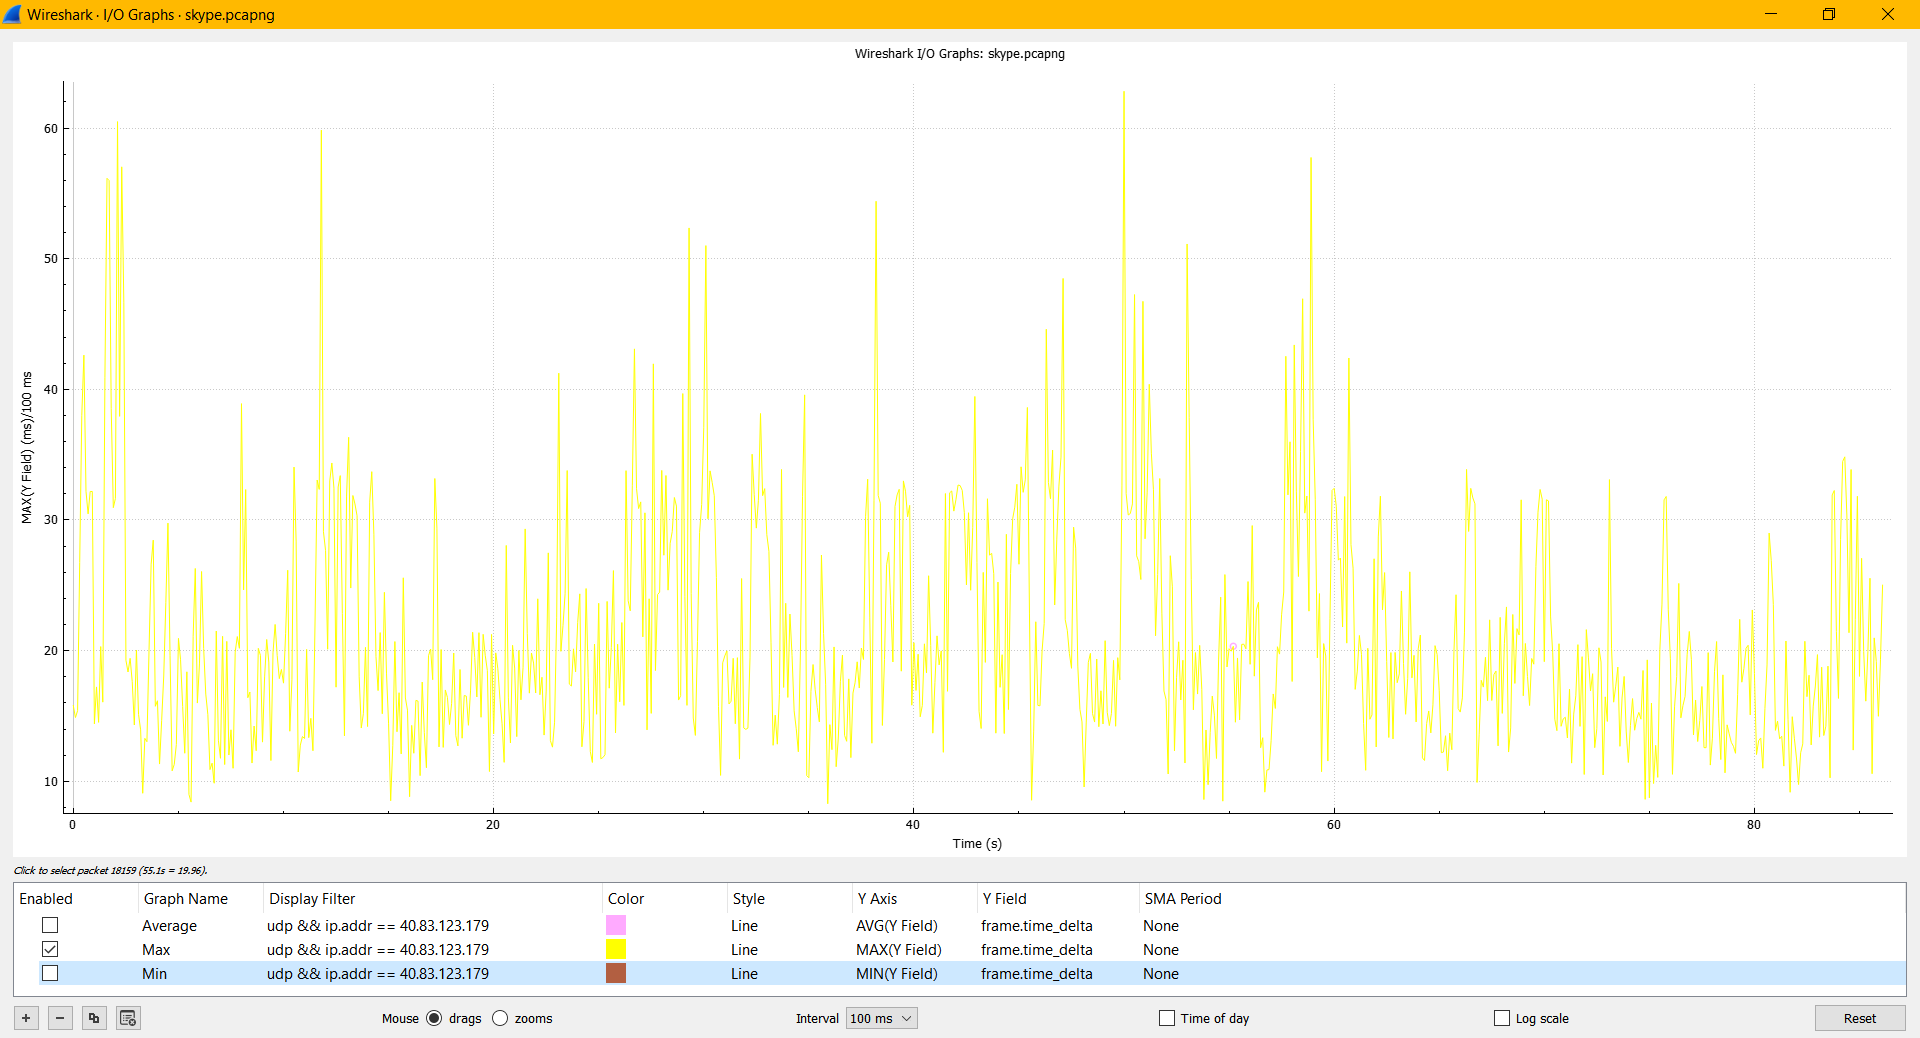 Wireshark · I/O Graphs · skype.pcapng
Wireshark I/O Graphs: skype.pcapng
MAX(Y Field) (ms)/100 ms
60
50
40
30
20
10
0 20 40 60 80
Time (s)
Click to select packet 18159 (55.1s = 19.96).
Enabled Graph Name Display Filter Color Style Y Axis Y Field SMA Period
Average udp && ip.addr == 40.83.123.179 Line AVG(Y Field) frame.time_delta None
Max udp && ip.addr == 40.83.123.179 Line MAX(Y Field) frame.time_delta None
Min udp && ip.addr == 40.83.123.179 Line MIN(Y Field) frame.time_delta None
Mouse drags zooms Interval 100 ms Time of day Log scale Reset